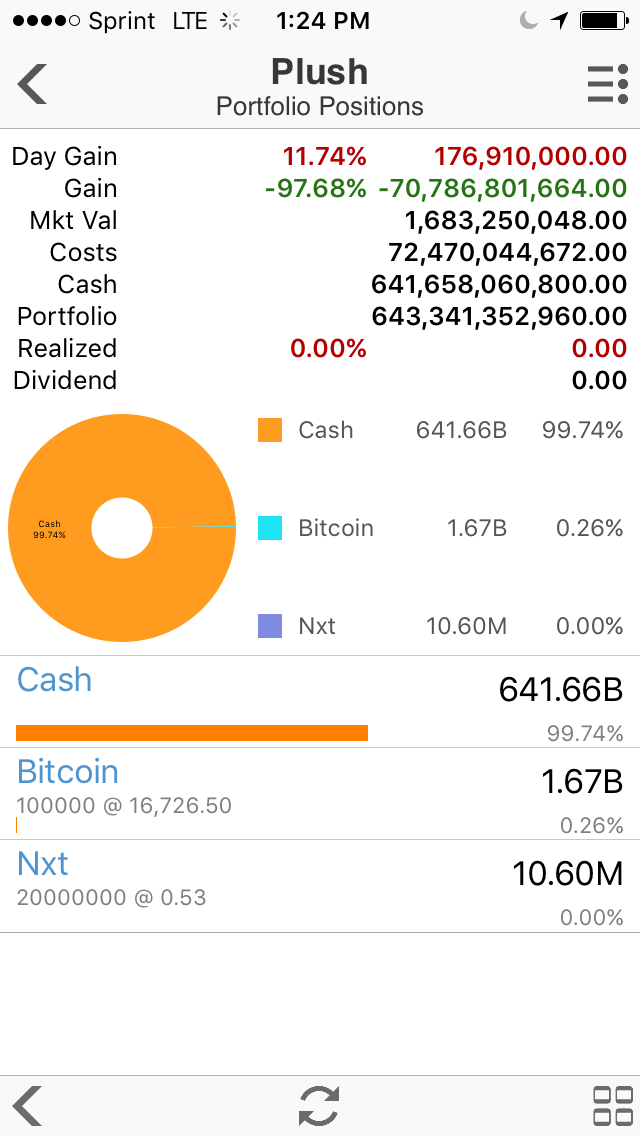 Sprint LTE 1:24 PM
Plush
Portfolio Positions
Day Gain 11.74% 176,910,000.00
Gain -97.68% -70,786,801,664.00
Mkt Val 1,683,250,048.00
Costs 72,470,044,672.00
Cash 641,658,060,800.00
Portfolio 643,341,352,960.00
Realized 0.00% 0.00
Dividend 0.00
Cash 641.66B 99.74%
Cash
99.74%
Bitcoin 1.67B 0.26%
Nxt 10.60M 0.00%
Cash 641.66B
99.74%
Bitcoin 1.67B
100000 @ 16,726.50
0.26%
Nxt 10.60M
20000000 @ 0.53
0.00%